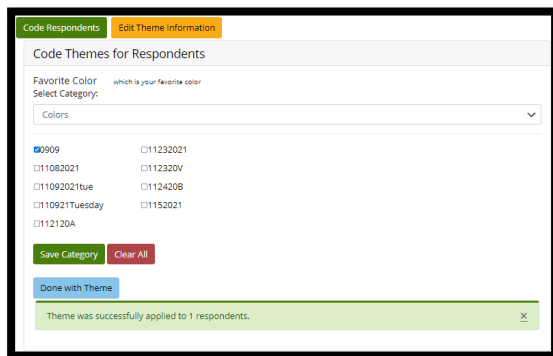 Code Respondents Edit Theme Information
Code Themes for Respondents
Favorite Color which is your favorite color
Select Category:
Colors
0909 11232021
11082021 112320V
11092021tue 112420B
110921Tuesday 1152021
112120A
Save Category Clear All
Done with Theme
Theme was successfully applied to 1 respondents. ×